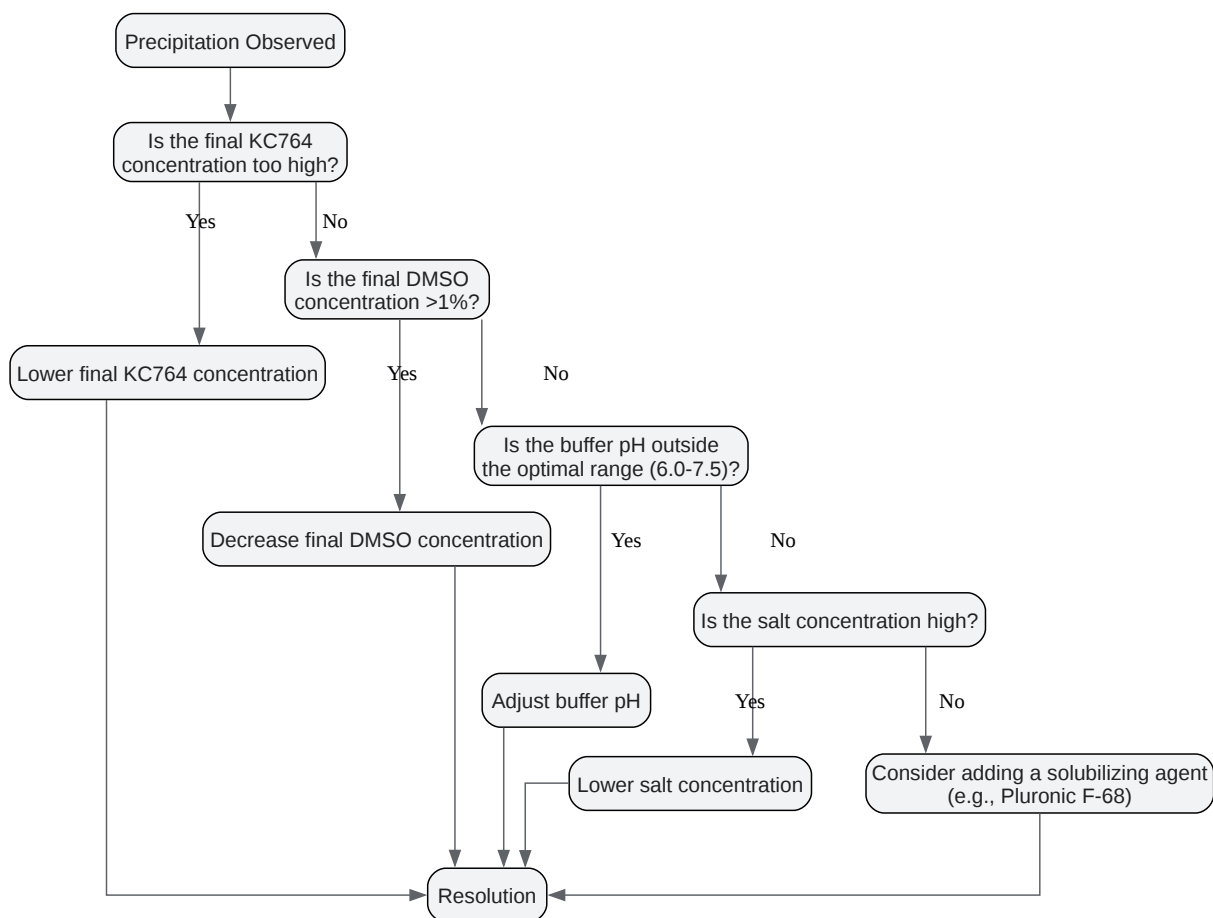 Precipitation Observed
Is the final KC764
concentration too high?
Yes
No
Is the final DMSO
concentration >1%?
Lower final KC764 concentration
Yes
No
Is the buffer pH outside
the optimal range (6.0-7.5)?
Decrease final DMSO concentration
Yes
No
Is the salt concentration high?
Adjust buffer pH
Yes
No
Lower salt concentration
Consider adding a solubilizing agent
(e.g., Pluronic F-68)
Resolution